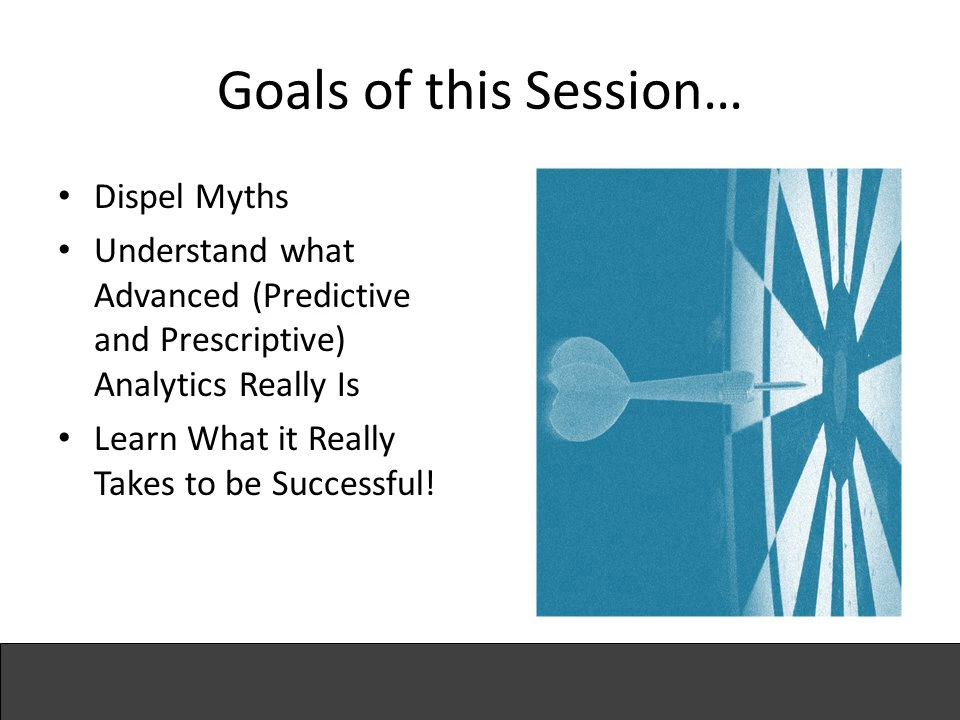 Goals of this Session…
• Dispel Myths
• Understand what
Advanced (Predictive
and Prescriptive)
Analytics Really Is
• Learn What it Really
Takes to be Successful!